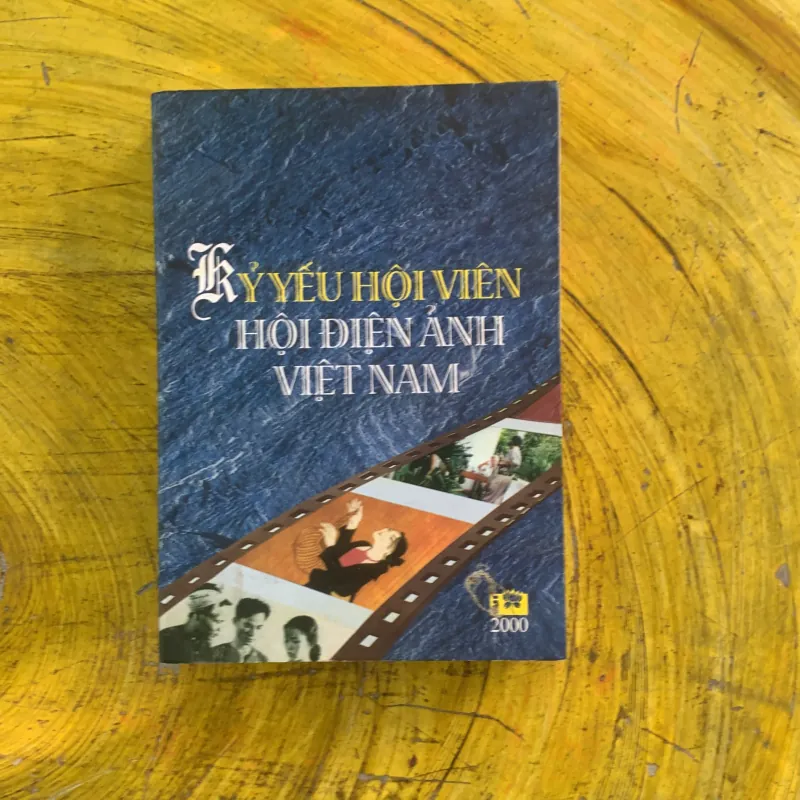 KỶ YẾU HỘI VIÊN
HỘI ĐIỆN ẢNH
VIỆT NAM
2000